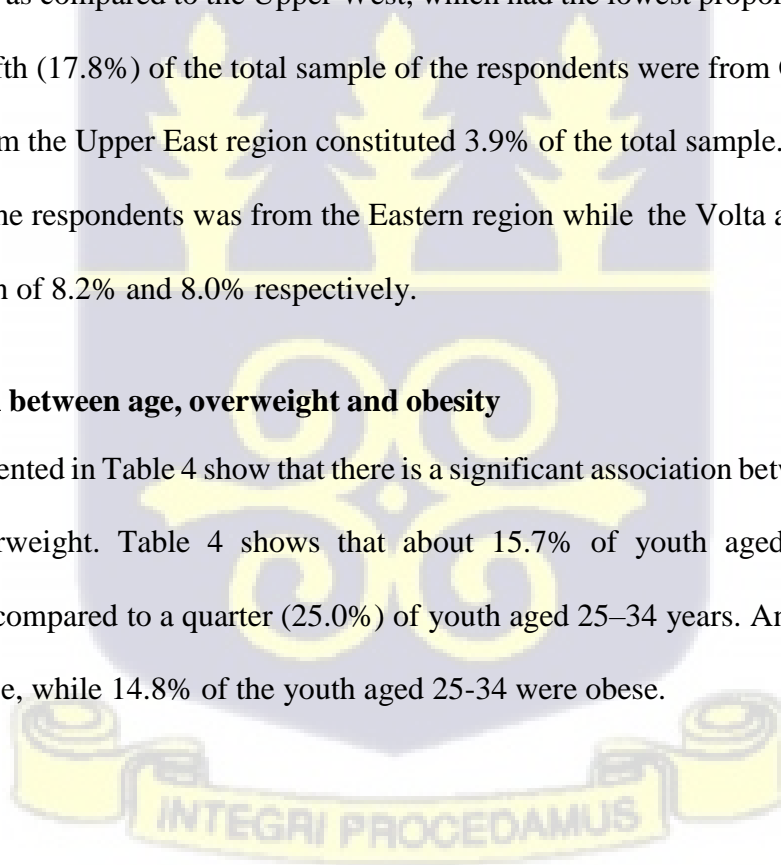 as compared to the Upper West, which had the lowest propor
fth (17.8%) of the total sample of the respondents were from
m the Upper East region constituted 3.9% of the total sample.
ne respondents was from the Eastern region while the Volta a
n of 8.2% and 8.0% respectively.
between age, overweight and obesity
ented in Table 4 show that there is a significant association betw
rweight. Table 4 shows that about 15.7% of youth aged
compared to a quarter (25.0%) of youth aged 25–34 years. Ar
e, while 14.8% of the youth aged 25-34 were obese.
INTEGRI PROCEDAMUS